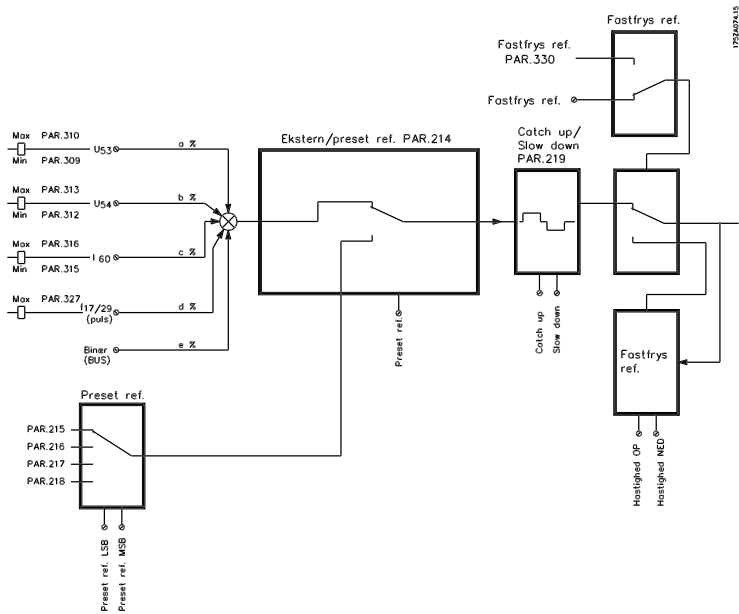 175ZA074.15
Fastfrys ref.
Fastfrys ref.
PAR.330
Fastfrys ref.
Ekstern/preset ref. PAR.214
Catch up/
Slow down
PAR.219
Max PAR.310
Min PAR.309
U53
a %
Max PAR.313
Min PAR.312
U54
b %
Max PAR.316
Min PAR.315
I 60
c %
Max PAR.327
f17/29
(puls)
d %
Binær
(BUS)
e %
Preset ref.
Catch up
Slow down
Fastfrys
ref.
Hastighed OP
Hastighed NED
Preset ref.
PAR.215
PAR.216
PAR.217
PAR.218
Preset ref. LSB
Preset ref. MSB